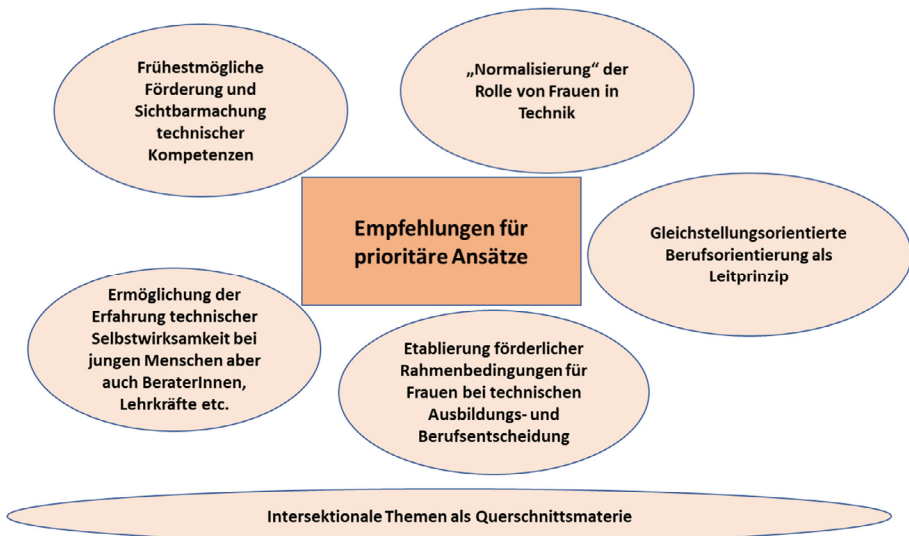 Frühestmögliche
Förderung und
Sichtbarmachung
technischer
Kompetenzen
„Normalisierung“ der
Rolle von Frauen in
Technik
Empfehlungen für
prioritäre Ansätze
Gleichstellungsorientierte
Berufsorientierung als
Leitprinzip
Ermöglichung der
Erfahrung technischer
Selbstwirksamkeit bei
jungen Menschen aber
auch BeraterInnen,
Lehrkräfte etc.
Etablierung förderlicher
Rahmenbedingungen für
Frauen bei technischen
Ausbildungs- und
Berufsentscheidung
Intersektionale Themen als Querschnittsmaterie